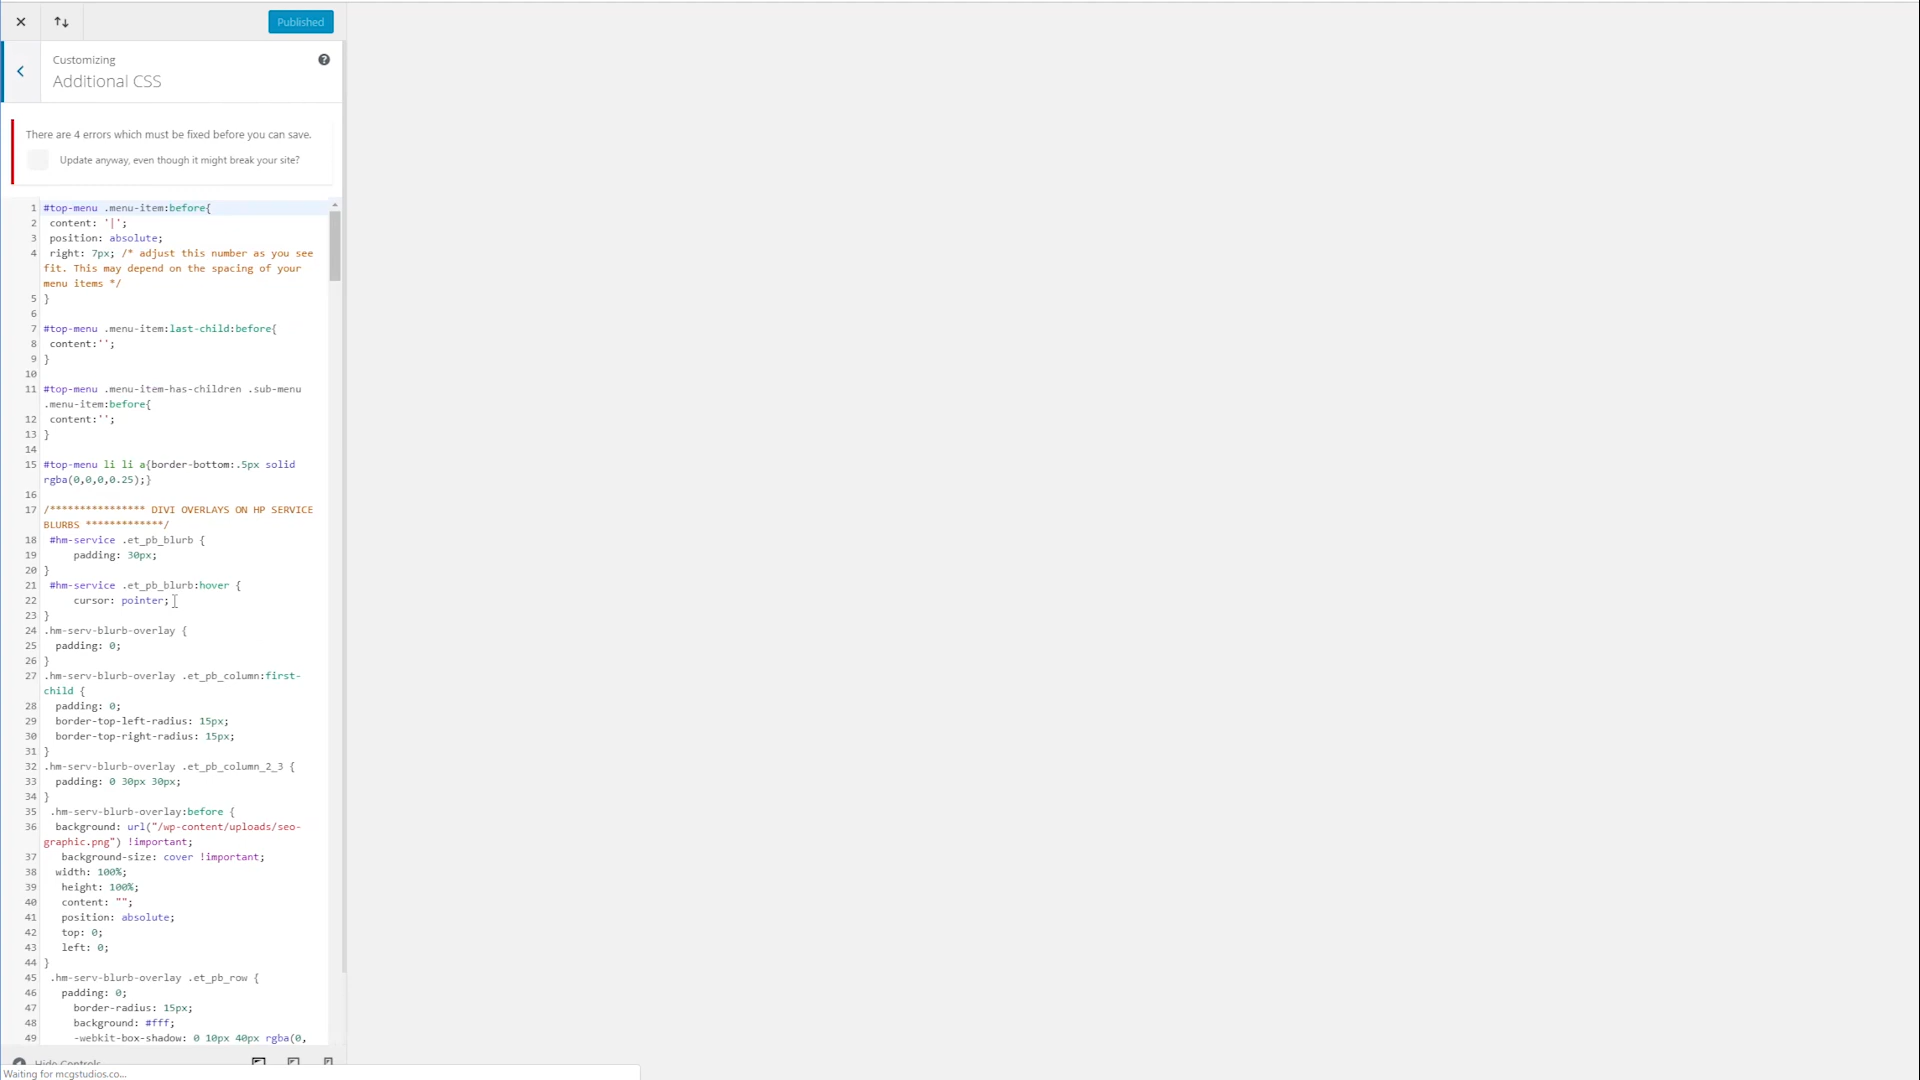 Published
Customizing
Additional CSS
There are 4 errors which must be fixed before you can save.
Update anyway, even though it might break your site?
1 #top-menu .menu-item:before{
2 content: '|';
3 position: absolute;
4 right: 7px; /* adjust this number as you see
fit. This may depend on the spacing of your
menu items */
5 }
6
7 #top-menu .menu-item:last-child:before{
8 content:'';
9 }
10
11 #top-menu .menu-item-has-children .sub-menu
.menu-item:before{
12 content:'';
13 }
14
15 #top-menu li li a{border-bottom:.5px solid
rgba(0,0,0,0.25);}
16
17 /**************** DIVI OVERLAYS ON HP SERVICE
BLURBS *************/
18 #hm-service .et_pb_blurb {
19 padding: 30px;
20 }
21 #hm-service .et_pb_blurb:hover {
22 cursor: pointer;
23 }
24 .hm-serv-blurb-overlay {
25 padding: 0;
26 }
27 .hm-serv-blurb-overlay .et_pb_column:first-
child {
28 padding: 0;
29 border-top-left-radius: 15px;
30 border-top-right-radius: 15px;
31 }
32 .hm-serv-blurb-overlay .et_pb_column_2_3 {
33 padding: 0 30px 30px;
34 }
35 .hm-serv-blurb-overlay:before {
36 background: url("/wp-content/uploads/seo-
graphic.png") !important;
37 background-size: cover !important;
38 width: 100%;
39 height: 100%;
40 content: "";
41 position: absolute;
42 top: 0;
43 left: 0;
44 }
45 .hm-serv-blurb-overlay .et_pb_row {
46 padding: 0;
47 border-radius: 15px;
48 background: #fff;
49 -webkit-box-shadow: 0 10px 40px rgba(0,
Hide Controls
Waiting for mcgstudios.co...